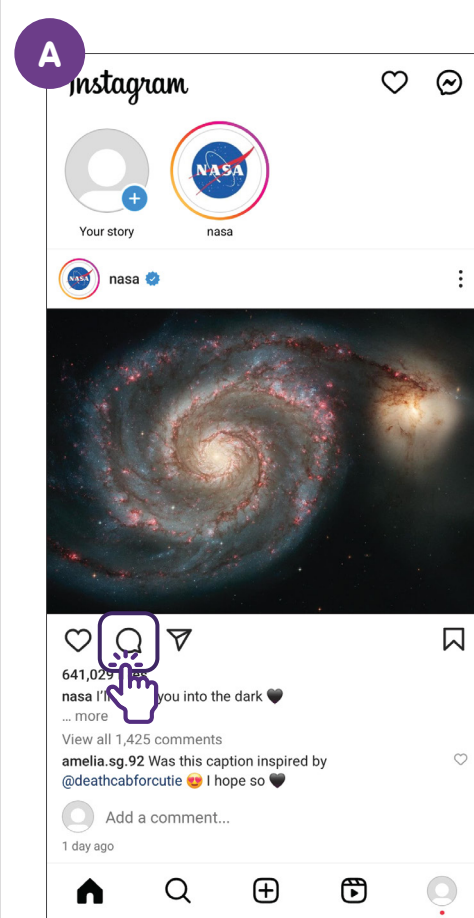 A
Instagram
NASA
Your story
nasa
NASA
nasa
641,029
nasa I'll you into the dark 🖤
... more
View all 1,425 comments
amelia.sg.92 Was this caption inspired by
@deathcabforcutie 😍 I hope so 🖤
Add a comment...
1 day ago